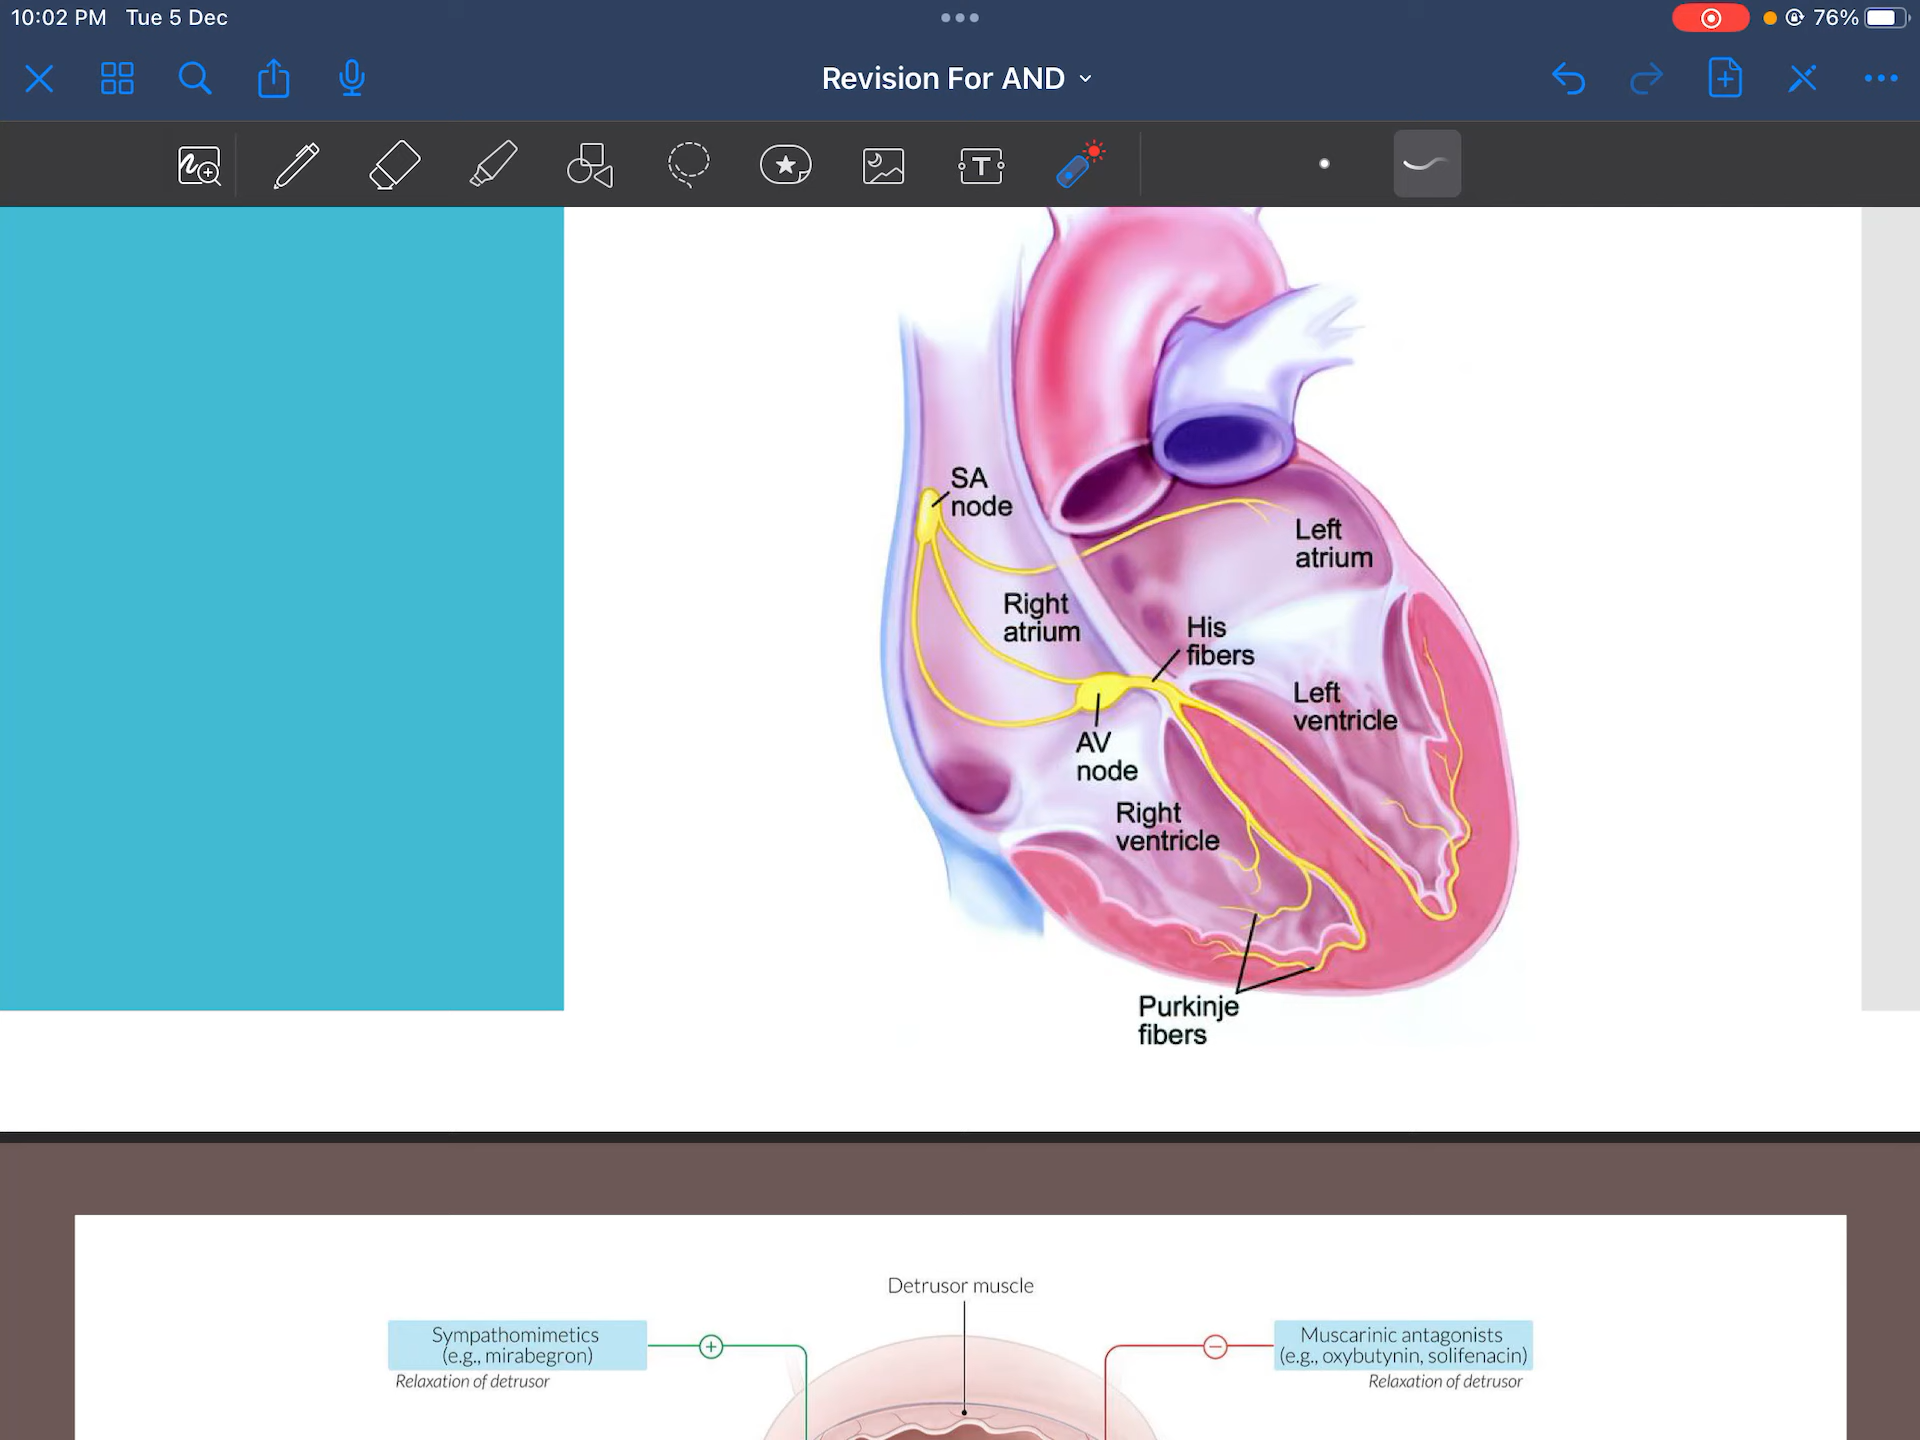 10:02 PM Tue 5 Dec
76%
Revision For AND
T
SA
node
Left
atrium
Right
atrium
His
fibers
Left
ventricle
AV
node
Right
ventricle
Purkinje
fibers
Detrusor muscle
Sympathomimetics
(e.g., mirabegron)
Relaxation of detrusor
Muscarinic antagonists
(e.g., oxybutynin, solifenacin)
Relaxation of detrusor